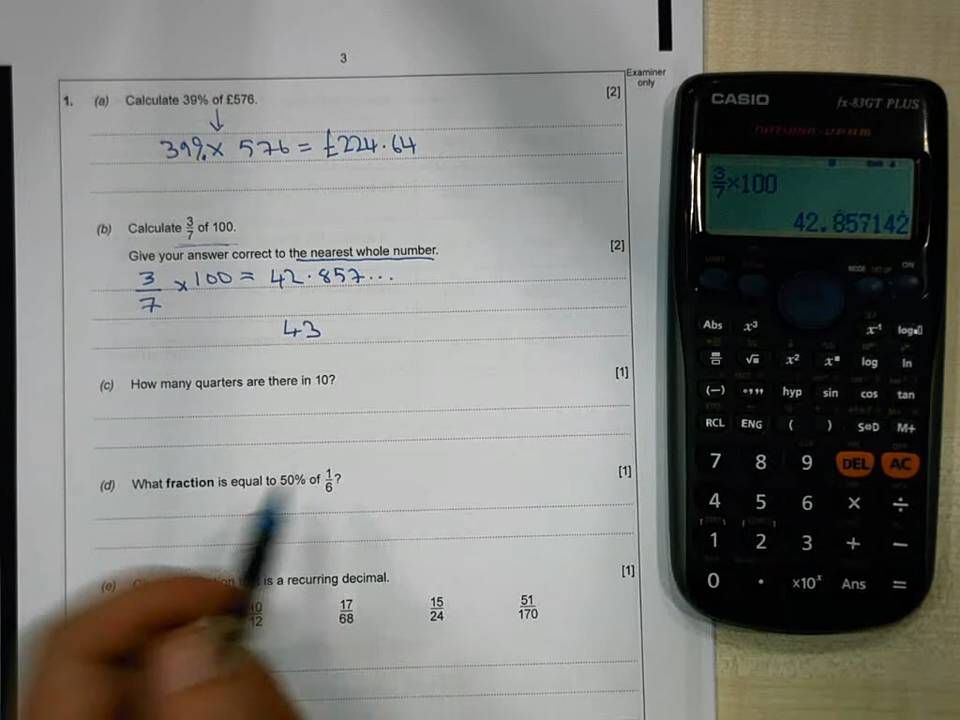 3
Examiner
only
1. (a) Calculate 39% of £576. [2]
39% × 576 = £224.64
(b) Calculate 3/7 of 100.
Give your answer correct to the nearest whole number. [2]
3/7 × 100 = 42.857...
43
(c) How many quarters are there in 10? [1]
(d) What fraction is equal to 50% of 1/6? [1]
(e) is a recurring decimal. [1]
17/68 15/24 51/170
CASIO fx-83GT PLUS
3/7×100
42.857142
MODE ON
Abs x³ x⁻¹ log
√ x² xⁿ log ln
(−) hyp sin cos tan
RCL ENG ( ) S⇔D M+
7 8 9 DEL AC
4 5 6 × ÷
1 2 3 + −
0 . ×10ˣ Ans =